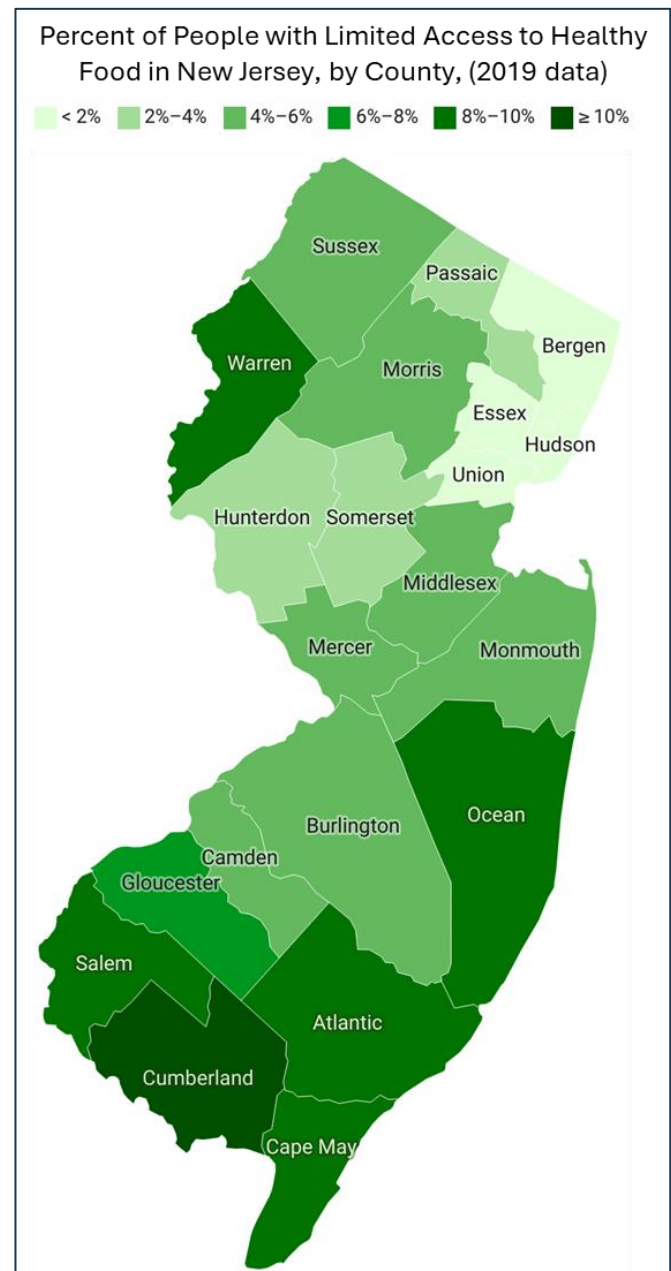 Percent of People with Limited Access to Healthy
Food in New Jersey, by County, (2019 data)
< 2% 2%–4% 4%–6% 6%–8% 8%–10% ≥ 10%
Sussex
Passaic
Bergen
Warren
Morris
Essex
Hudson
Union
Hunterdon
Somerset
Middlesex
Mercer
Monmouth
Ocean
Burlington
Camden
Gloucester
Salem
Atlantic
Cumberland
Cape May